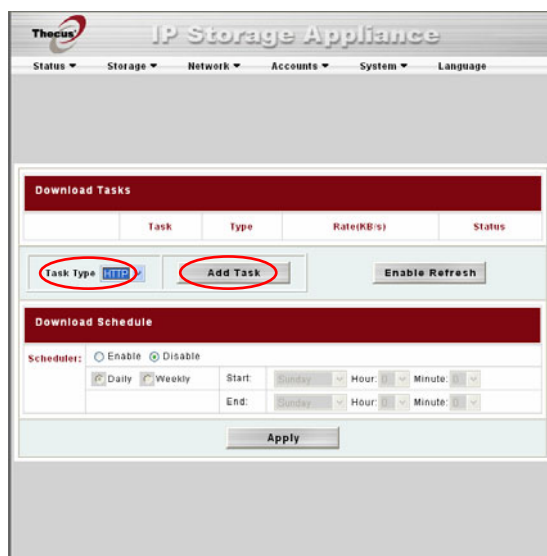 Thecus IP Storage Appliance
Status Storage Network Accounts System Language
Download Tasks
Task Type Rate(KB/s) Status
Task Type HTTP Add Task Enable Refresh
Download Schedule
Scheduler: Enable Disable
Daily Weekly Start: Sunday Hour: 0 Minute: 0
End: Sunday Hour: 0 Minute: 0
Apply